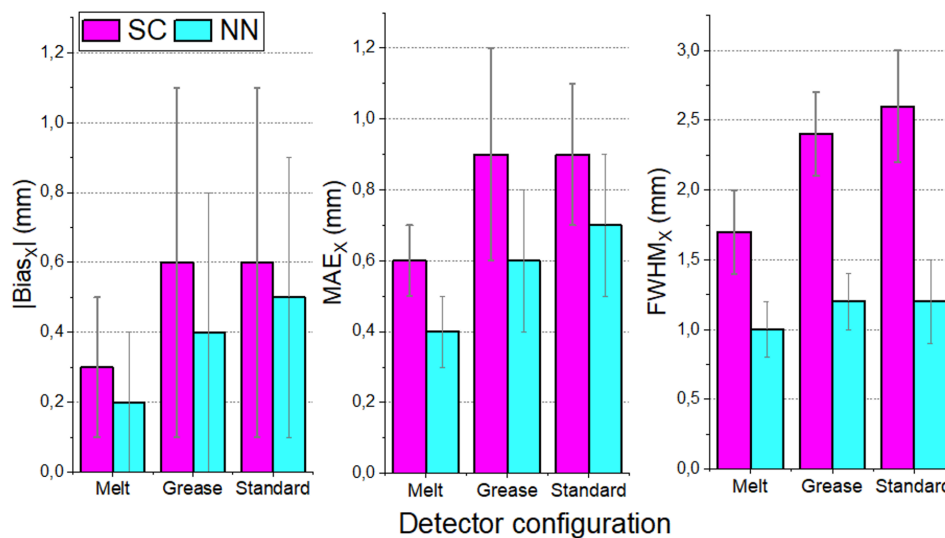 SC NN
|Bias_X| (mm)
1,2
1,0
0,8
0,6
0,4
0,2
0,0
Melt Grease Standard
MAE_X (mm)
1,2
1,0
0,8
0,6
0,4
0,2
0,0
Melt Grease Standard
FWHM_X (mm)
3,0
2,5
2,0
1,5
1,0
0,5
0,0
Melt Grease Standard
Detector configuration